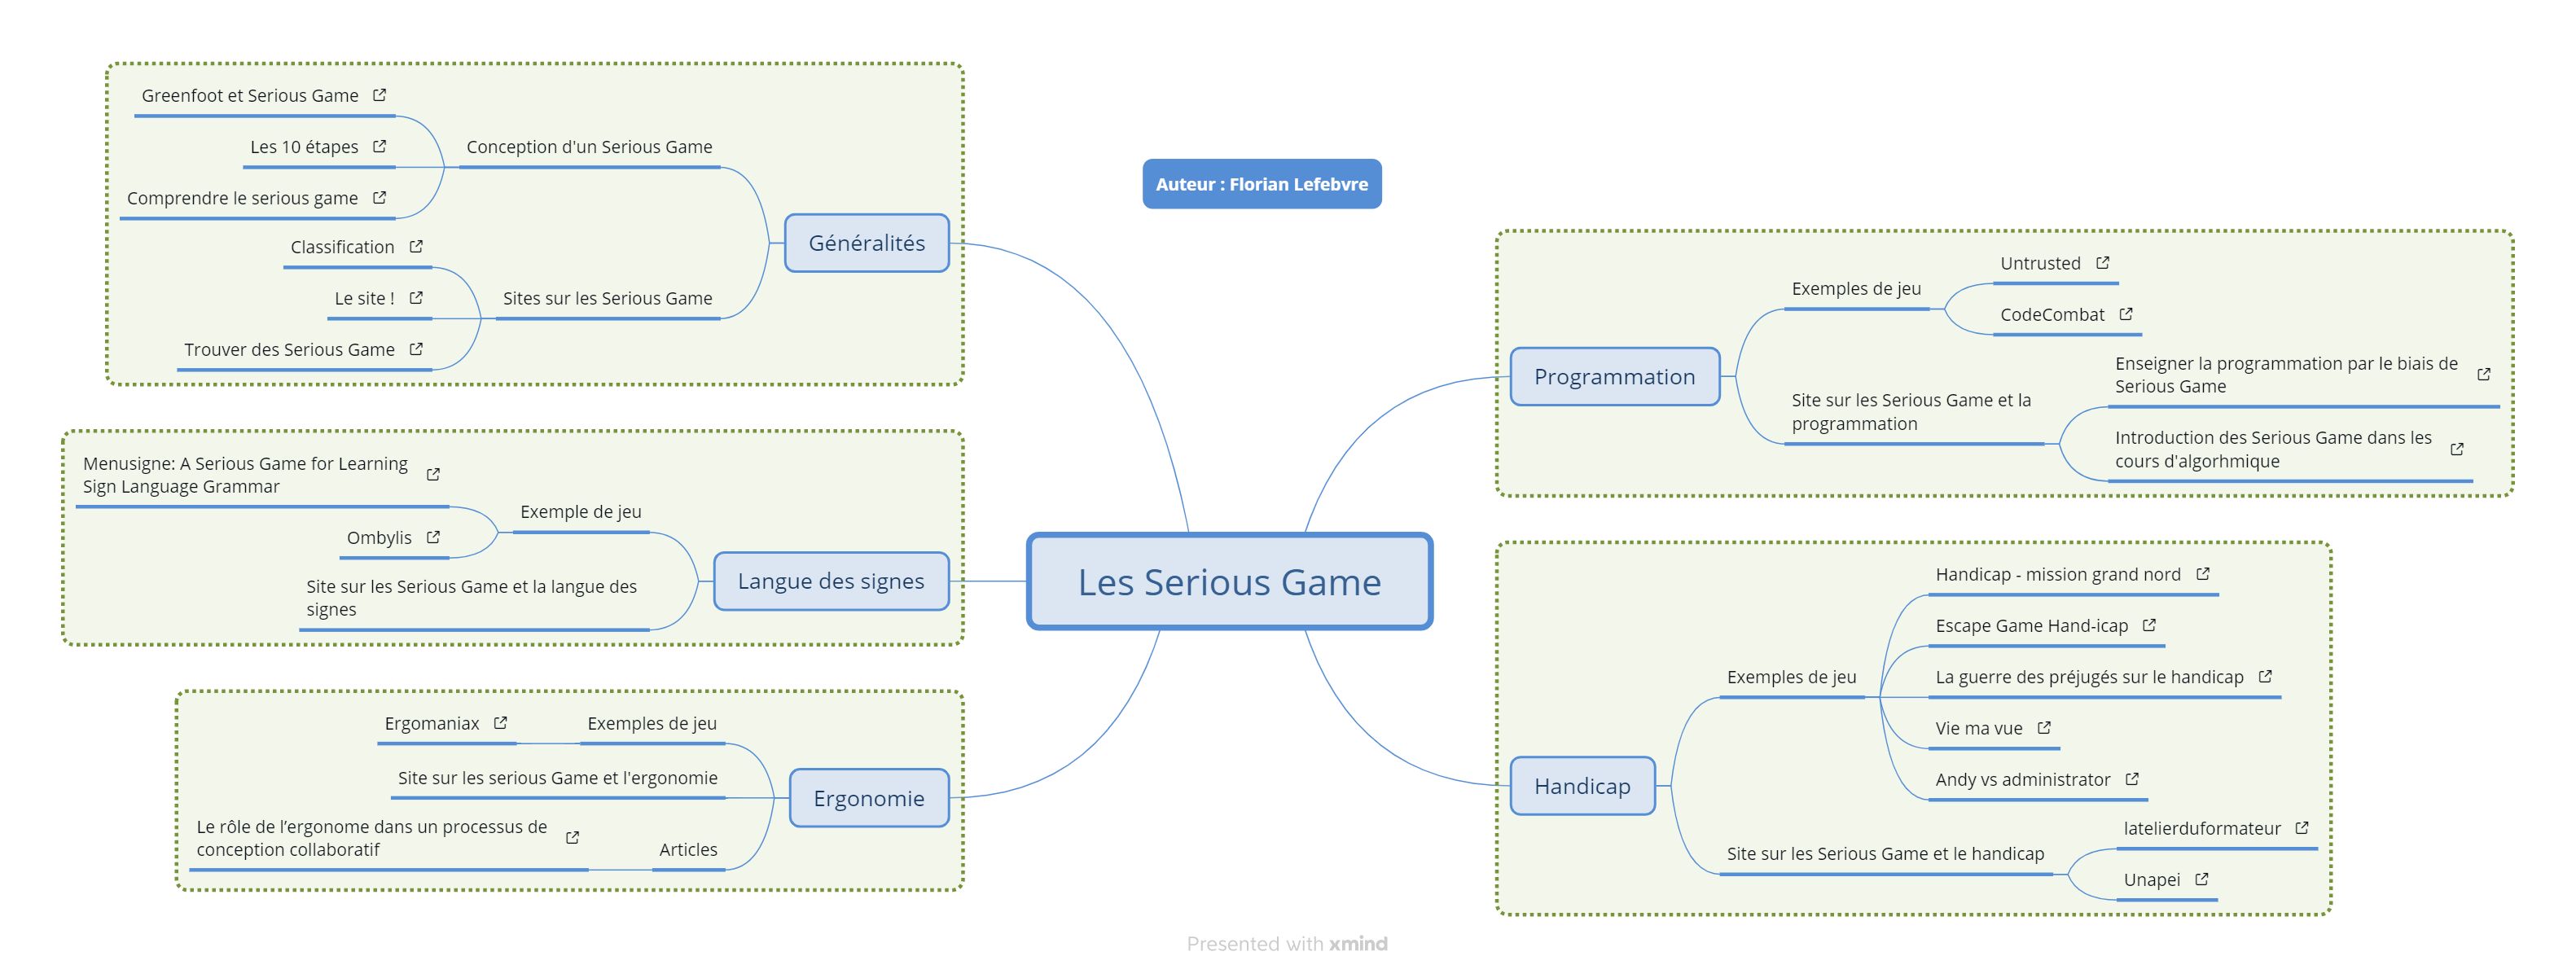 Auteur : Florian Lefebvre
Les Serious Game
Généralités
Conception d'un Serious Game
Greenfoot et Serious Game
Les 10 étapes
Comprendre le serious game
Sites sur les Serious Game
Classification
Le site !
Trouver des Serious Game
Langue des signes
Exemple de jeu
Menusigne: A Serious Game for Learning
Sign Language Grammar
Ombylis
Site sur les Serious Game et la langue des
signes
Ergonomie
Exemples de jeu
Ergomaniax
Site sur les serious Game et l'ergonomie
Articles
Le rôle de l’ergonome dans un processus de
conception collaboratif
Programmation
Exemples de jeu
Untrusted
CodeCombat
Site sur les Serious Game et la
programmation
Enseigner la programmation par le biais de
Serious Game
Introduction des Serious Game dans les
cours d'algorhmique
Handicap
Exemples de jeu
Handicap - mission grand nord
Escape Game Hand-icap
La guerre des préjugés sur le handicap
Vie ma vue
Andy vs administrator
Site sur les Serious Game et le handicap
latelierduformateur
Unapei
Presented with xmind